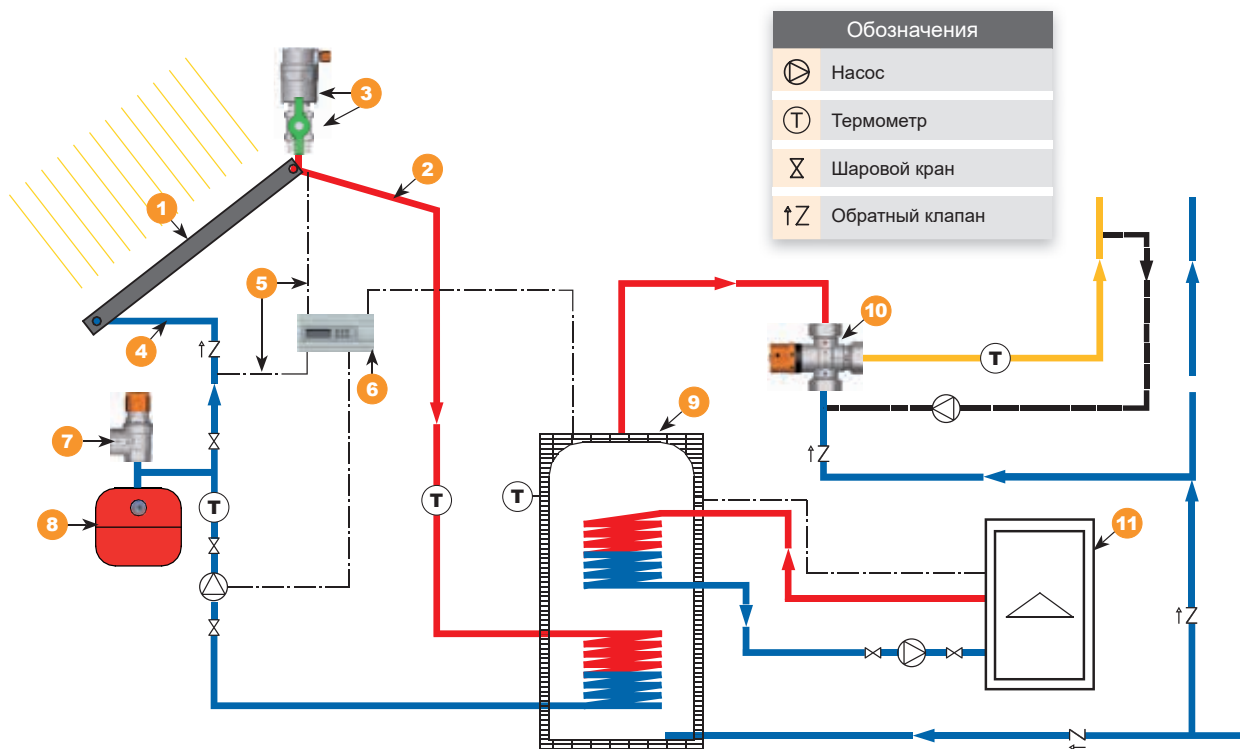 Обозначения
Насос
T Термометр
Шаровой кран
Обратный клапан
3
2
1
5
10
4
T
6
9
7
T
T
T
8
11